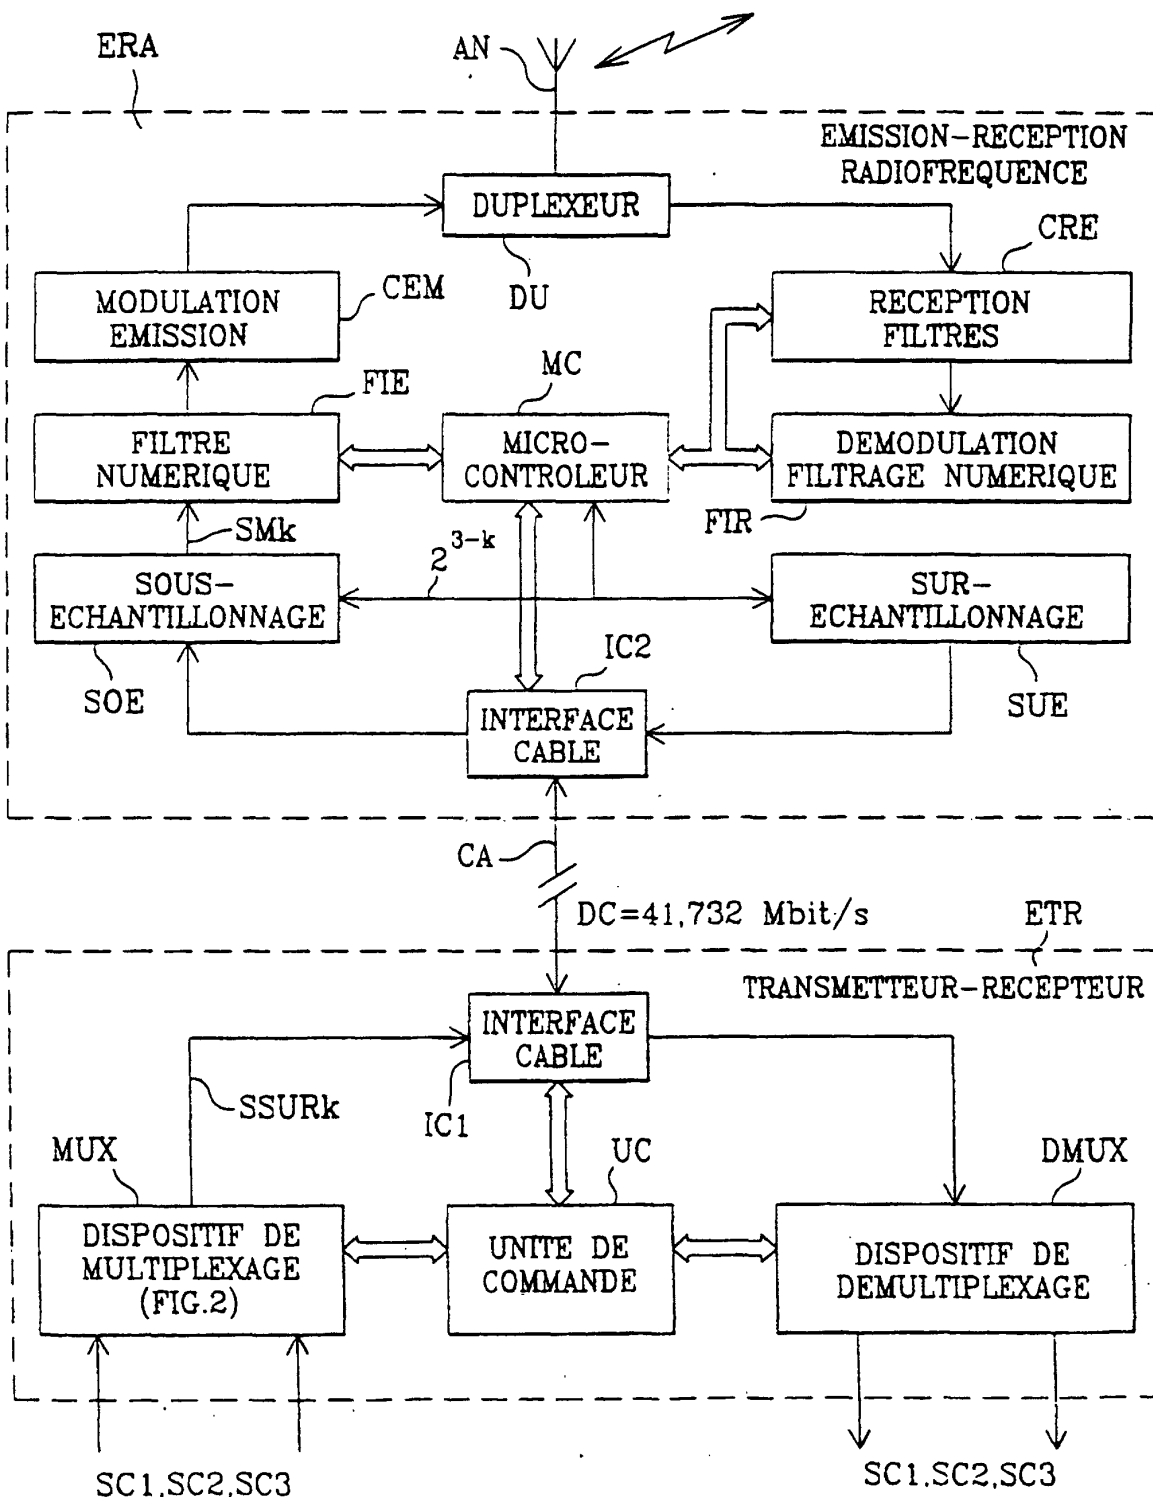 ERA
AN
EMISSION-RECEPTION
RADIOFREQUENCE
DUPLEXEUR
CRE
DU
MODULATION
EMISSION
CEM
RECEPTION
FILTRES
FIE
MC
FILTRE
NUMERIQUE
MICRO-
CONTROLEUR
DEMODULATION
FILTRAGE NUMERIQUE
FIR
SMk
2^{3-k}
SOUS-
ECHANTILLONNAGE
SUR-
ECHANTILLONNAGE
SOE
IC2
SUE
INTERFACE
CABLE
CA
DC=41,732 Mbit/s
ETR
TRANSMETTEUR-RECEPTEUR
INTERFACE
CABLE
SSURk
IC1
MUX
UC
DMUX
DISPOSITIF DE
MULTIPLEXAGE
(FIG.2)
UNITE DE
COMMANDE
DISPOSITIF DE
DEMULTIPLEXAGE
SC1,SC2,SC3
SC1,SC2,SC3